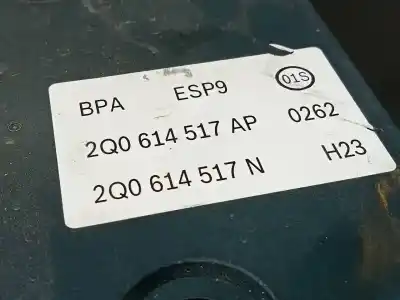 BPA ESP9 01S
2Q0 614 517 AP 0262
2Q0 614 517 N H23